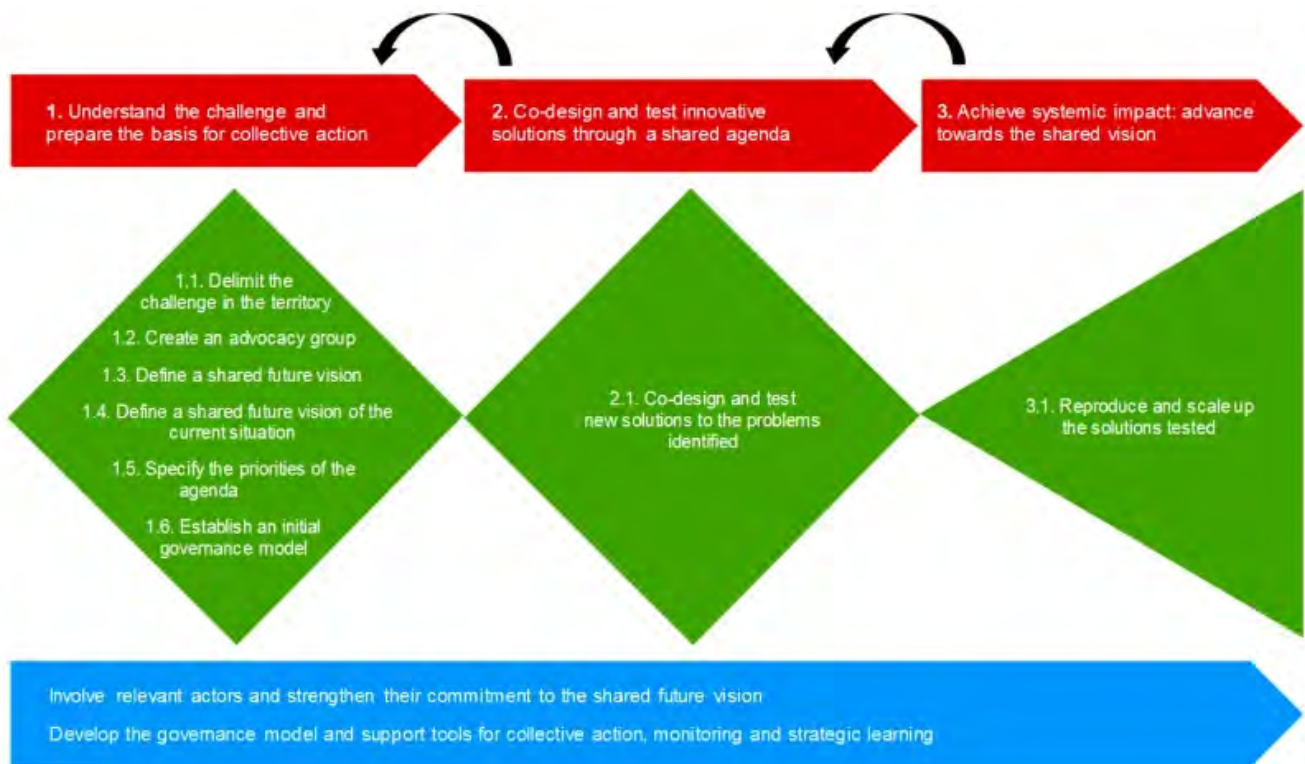 1. Understand the challenge and
prepare the basis for collective action
2. Co-design and test innovative
solutions through a shared agenda
3. Achieve systemic impact: advance
towards the shared vision
1.1. Delimit the
challenge in the territory
1.2. Create an advocacy group
1.3. Define a shared future vision
1.4. Define a shared future vision of the
current situation
1.5. Specify the priorities of the
agenda
1.6. Establish an initial
governance model
2.1. Co-design and test
new solutions to the problems
identified
3.1. Reproduce and scale up
the solutions tested
Involve relevant actors and strengthen their commitment to the shared future vision
Develop the governance model and support tools for collective action, monitoring and strategic learning